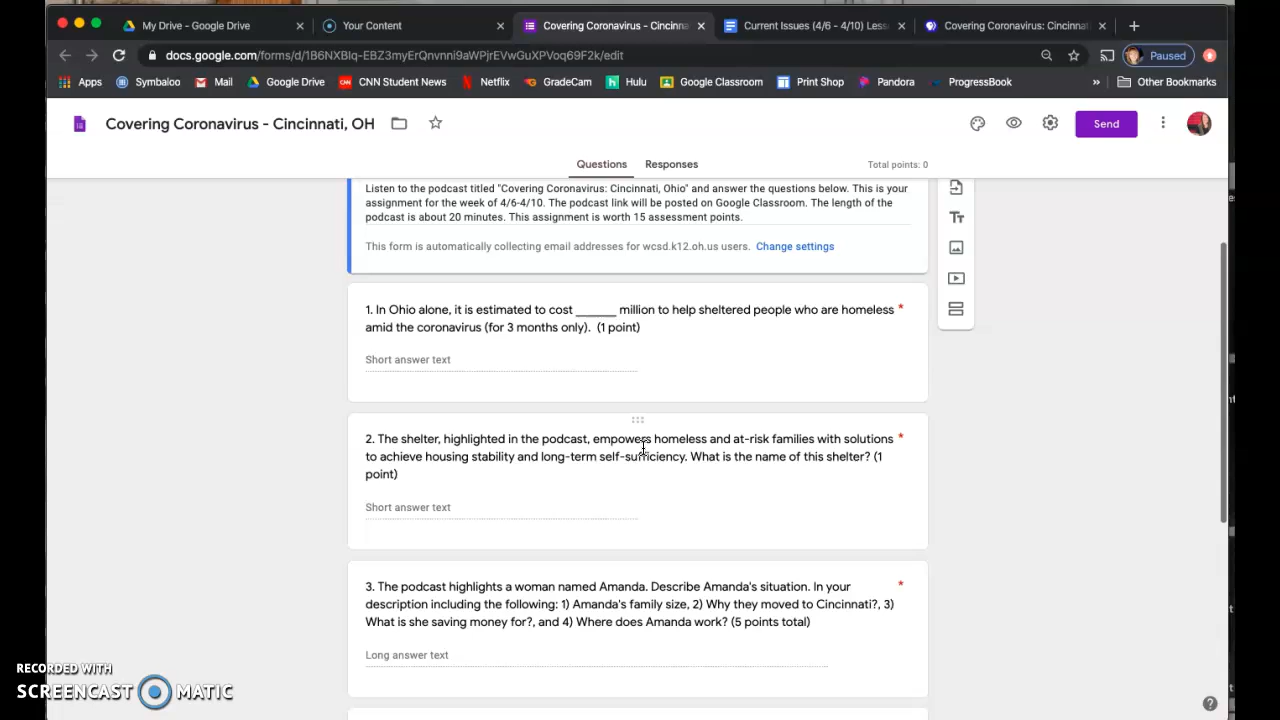 My Drive - Google Drive
Your Content
Covering Coronavirus - Cincinna
Current Issues (4/6 - 4/10) Less
Covering Coronavirus: Cincinnat
docs.google.com/forms/d/1B6NXBIq-EBZ3myErQnvnni9aWPjrEVwGuXPVoq69F2k/edit
Paused
Apps Symbaloo Mail Google Drive CNN Student News Netflix GradeCam Hulu Google Classroom Print Shop Pandora ProgressBook » Other Bookmarks
Covering Coronavirus - Cincinnati, OH
Send
Questions Responses Total points: 0
Listen to the podcast titled "Covering Coronavirus: Cincinnati, Ohio" and answer the questions below. This is your
assignment for the week of 4/6-4/10. The podcast link will be posted on Google Classroom. The length of the
podcast is about 20 minutes. This assignment is worth 15 assessment points.
This form is automatically collecting email addresses for wcsd.k12.oh.us users. Change settings
1. In Ohio alone, it is estimated to cost ______ million to help sheltered people who are homeless *
amid the coronavirus (for 3 months only). (1 point)
Short answer text
2. The shelter, highlighted in the podcast, empowers homeless and at-risk families with solutions *
to achieve housing stability and long-term self-sufficiency. What is the name of this shelter? (1
point)
Short answer text
3. The podcast highlights a woman named Amanda. Describe Amanda's situation. In your *
description including the following: 1) Amanda's family size, 2) Why they moved to Cincinnati?, 3)
What is she saving money for?, and 4) Where does Amanda work? (5 points total)
Long answer text
RECORDED WITH
SCREENCAST MATIC